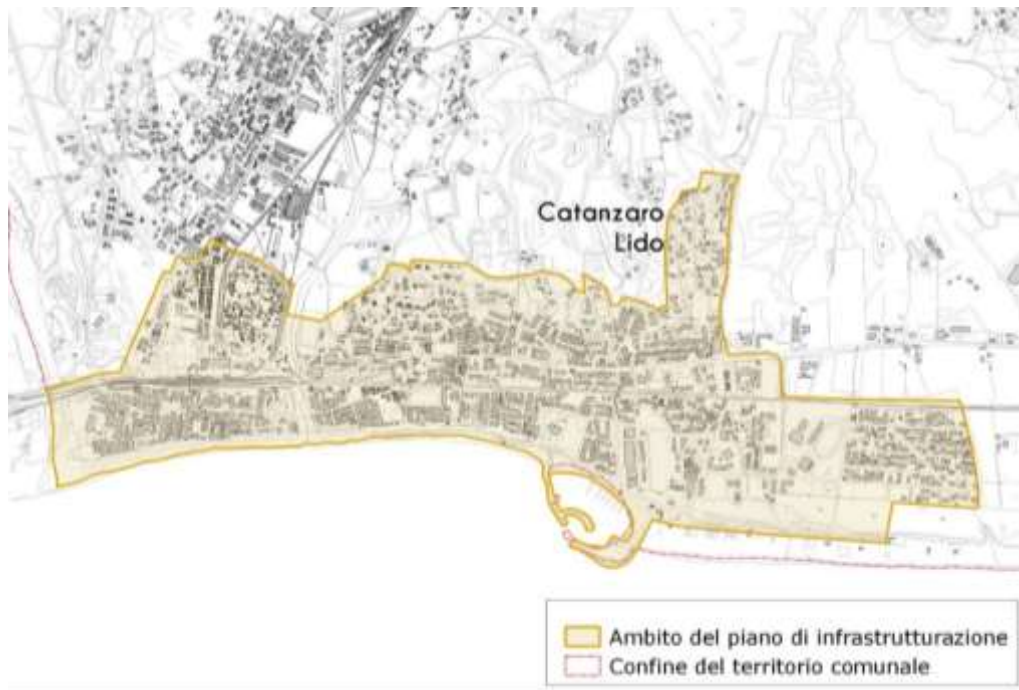 Catanzaro
Lido
Ambito del piano di infrastrutturazione
Confine del territorio comunale